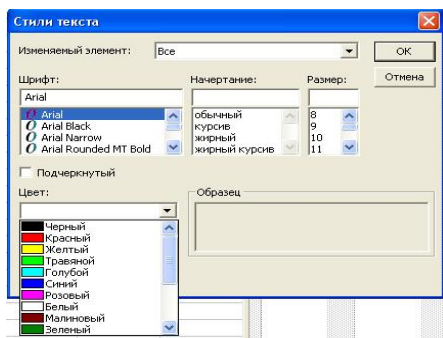 Стили текста
Изменяемый элемент: Все OK
Шрифт: Начертание: Размер: Отмена
Arial
Arial обычный 8
Arial Black курсив 9
Arial Narrow жирный 10
Arial Rounded MT Bold жирный курсив 11
Подчеркнутый
Цвет: Образец
Черный
Красный
Желтый
Травяной
Голубой
Синий
Розовый
Белый
Малиновый
Зеленый